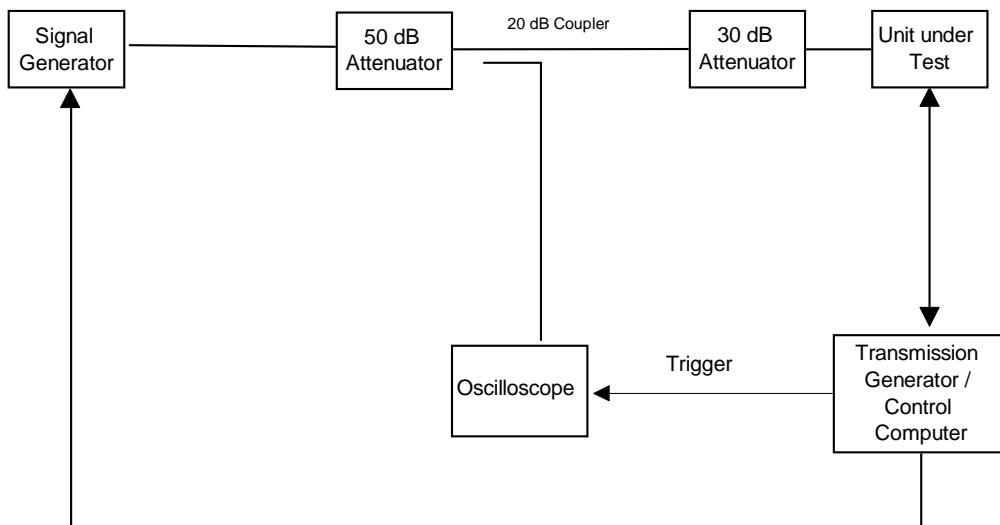 Signal
Generator
50 dB
Attenuator
20 dB Coupler
30 dB
Attenuator
Unit under
Test
Oscilloscope
Trigger
Transmission
Generator /
Control
Computer